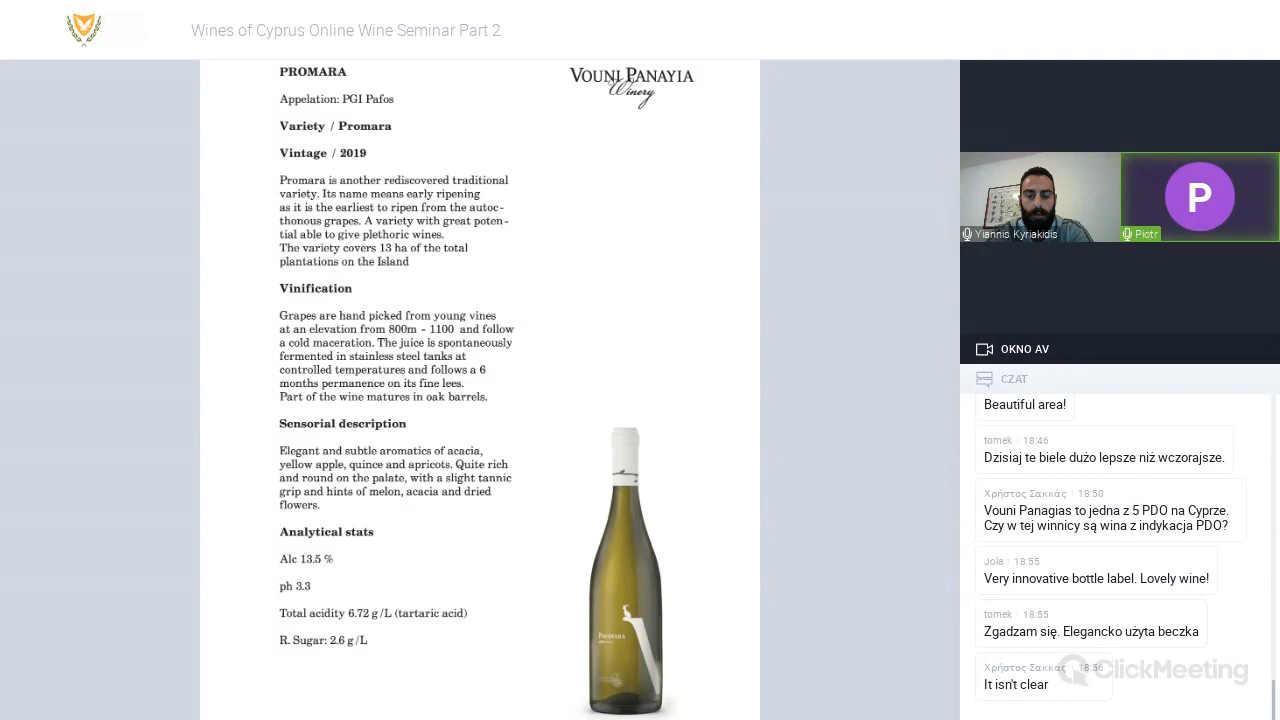 Wines of Cyprus Online Wine Seminar Part 2
PROMARA
Appelation: PGI Pafos
Variety / Promara
Vintage / 2019
Promara is another rediscovered traditional
variety. Its name means early ripening
as it is the earliest to ripen from the autoc-
thonous grapes. A variety with great poten-
tial able to give plethoric wines.
The variety covers 13 ha of the total
plantations on the Island
Vinification
Grapes are hand picked from young vines
at an elevation from 800m - 1100 and follow
a cold maceration. The juice is spontaneously
fermented in stainless steel tanks at
controlled temperatures and follows a 6
months permanence on its fine lees.
Part of the wine matures in oak barrels.
Sensorial description
Elegant and subtle aromatics of acacia,
yellow apple, quince and apricots. Quite rich
and round on the palate, with a slight tannic
grip and hints of melon, acacia and dried
flowers.
Analytical stats
Alc 13.5 %
ph 3.3
Total acidity 6.72 g/L (tartaric acid)
R. Sugar: 2.6 g/L
VOUNI PANAYIA
Winery
PROMARA
P
Yiannis Kyriakidis
Piotr
OKNO AV
CZAT
Beautiful area!
tomek 18:46
Dzisiaj te biele dużo lepsze niż wczorajsze.
Χρήστος Σακκάς 18:50
Vouni Panagias to jedna z 5 PDO na Cyprze.
Czy w tej winnicy są wina z indykacja PDO?
Jola 18:55
Very innovative bottle label. Lovely wine!
tomek 18:55
Zgadzam się. Elegancko użyta beczka
Χρήστος Σακκάς 18:56
It isn't clear
ClickMeeting